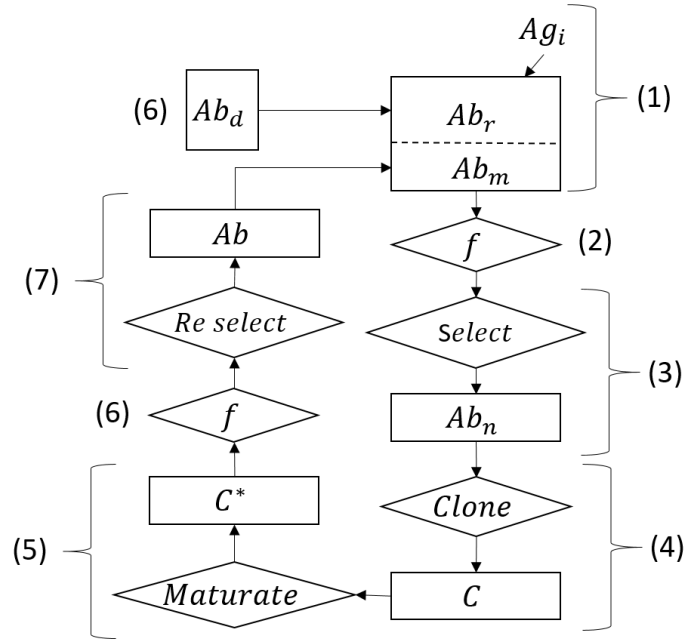 Ag_i
(1)
(6)
Ab_d
Ab_r
Ab_m
Ab
f
(2)
(7)
Re select
Select
(3)
(6)
f
Ab_n
C*
Clone
(5)
(4)
Maturate
C